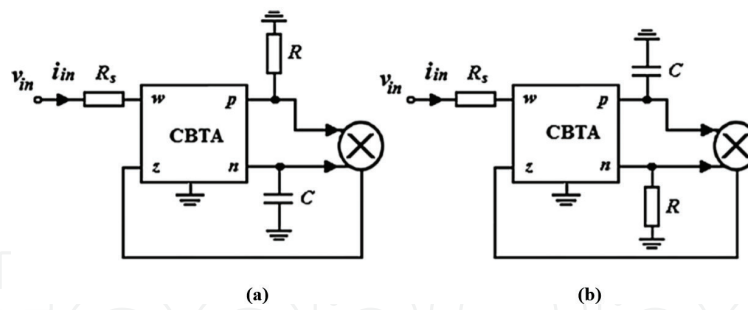 v_in i_in R_s
w p
R
CBTA
z n
C
(a)
v_in i_in R_s
w p
C
CBTA
z n
R
(b)